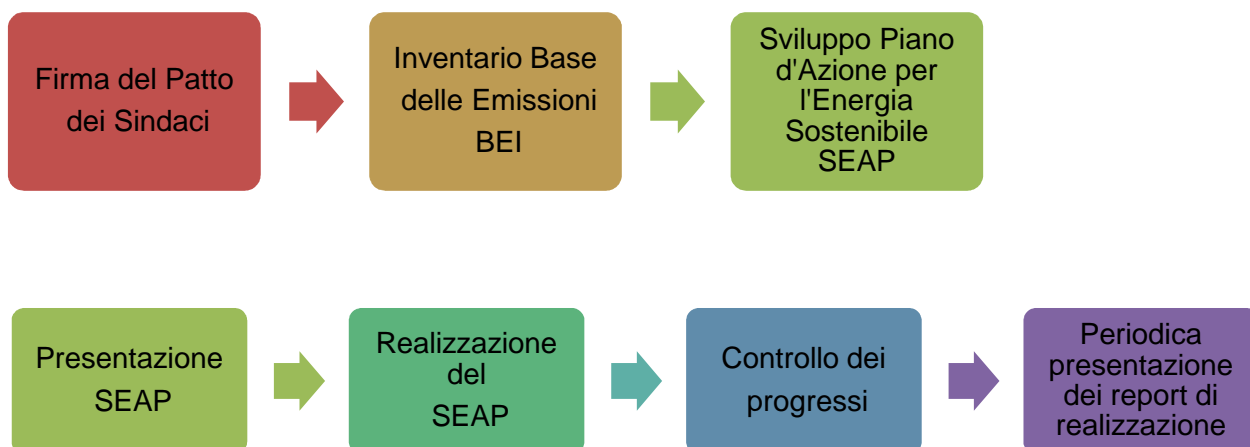 Firma del Patto
dei Sindaci
Inventario Base
delle Emissioni
BEI
Sviluppo Piano
d'Azione per
l'Energia
Sostenibile
SEAP
Presentazione
SEAP
Realizzazione
del
SEAP
Controllo dei
progressi
Periodica
presentazione
dei report di
realizzazione